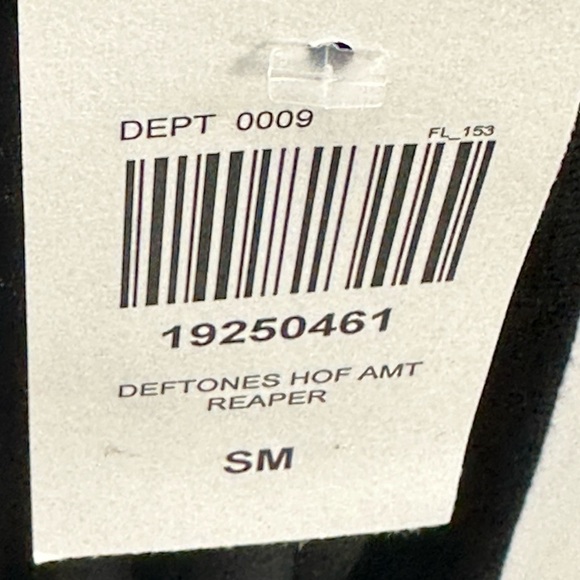 DEPT 0009
FL_153
19250461
DEFTONES HOF AMT
REAPER
SM